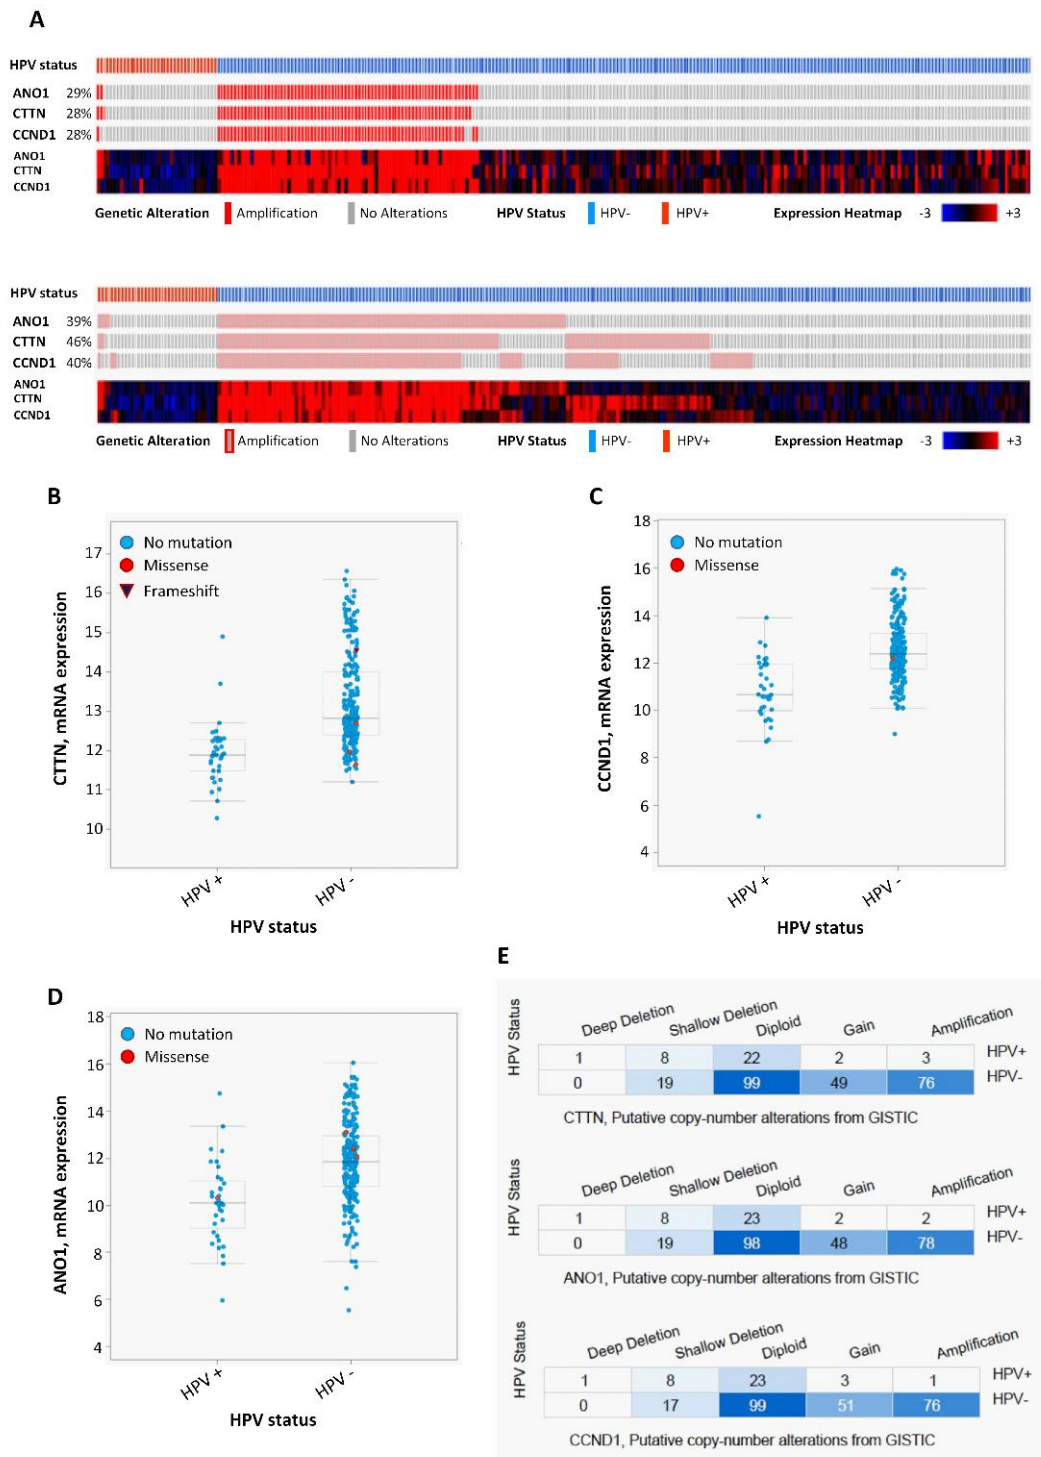 A
HPV status
ANO1 29%
CTTN 28%
CCND1 28%
ANO1
CTTN
CCND1
Genetic Alteration Amplification No Alterations HPV Status HPV- HPV+ Expression Heatmap -3 +3
HPV status
ANO1 39%
CTTN 46%
CCND1 40%
ANO1
CTTN
CCND1
Genetic Alteration Amplification No Alterations HPV Status HPV- HPV+ Expression Heatmap -3 +3
B
No mutation
Missense
Frameshift
17
16
15
14
13
12
11
10
CTTN, mRNA expression
HPV +
HPV -
HPV status
C
No mutation
Missense
18
16
14
12
10
8
6
4
CCND1, mRNA expression
HPV +
HPV -
HPV status
D
No mutation
Missense
18
16
14
12
10
8
6
4
ANO1, mRNA expression
HPV +
HPV -
HPV status
E
HPV Status
Deep Deletion Shallow Deletion Diploid Gain Amplification
1 8 22 2 3 HPV+
0 19 99 49 76 HPV-
CTTN, Putative copy-number alterations from GISTIC
HPV Status
Deep Deletion Shallow Deletion Diploid Gain Amplification
1 8 23 2 2 HPV+
0 19 98 48 78 HPV-
ANO1, Putative copy-number alterations from GISTIC
HPV Status
Deep Deletion Shallow Deletion Diploid Gain Amplification
1 8 23 3 1 HPV+
0 17 99 51 76 HPV-
CCND1, Putative copy-number alterations from GISTIC